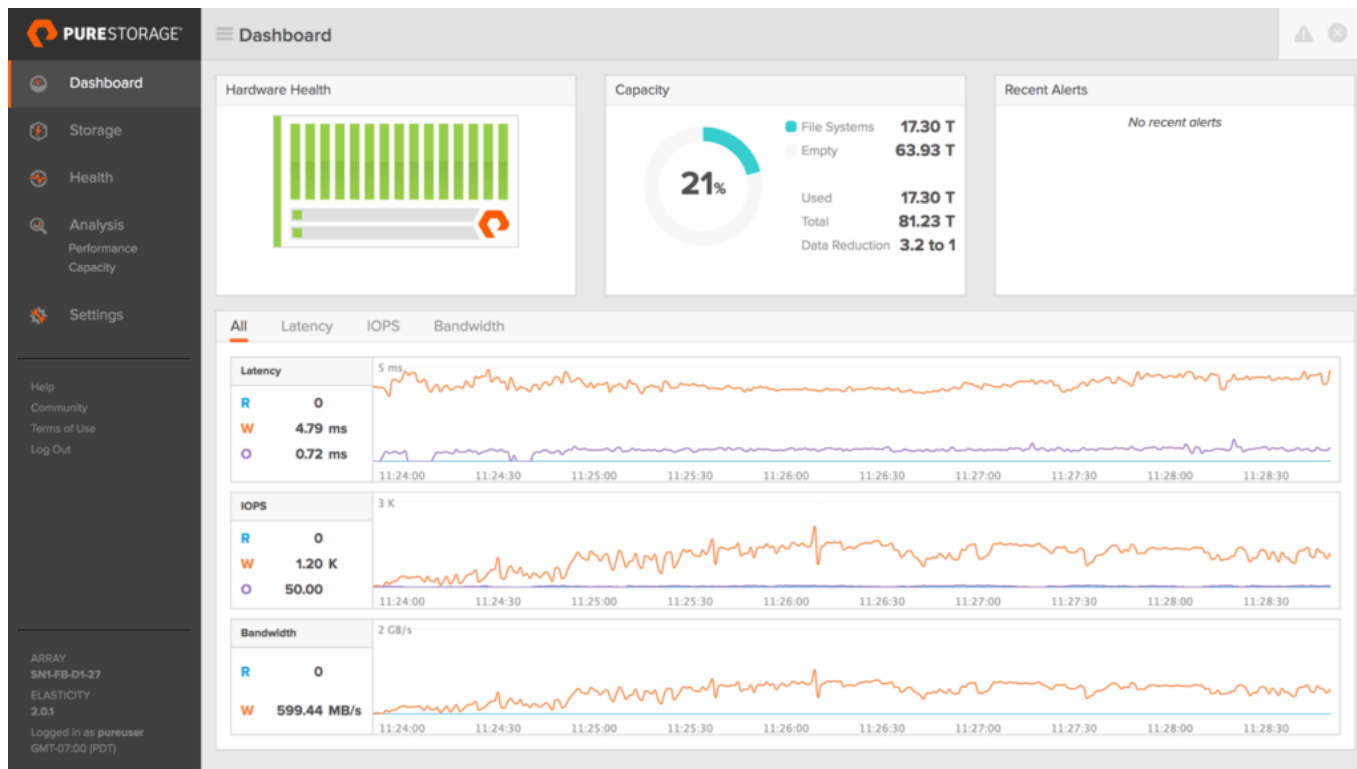 PURESTORAGE
Dashboard
Dashboard
Storage
Health
Analysis
Performance
Capacity
Settings
Help
Community
Terms of Use
Log Out
ARRAY
SN1-FB-D1-27
ELASTICITY
2.0.1
Logged in as pureuser
GMT-07:00 (PDT)
Hardware Health
Capacity
21%
File Systems 17.30 T
Empty 63.93 T
Used 17.30 T
Total 81.23 T
Data Reduction 3.2 to 1
Recent Alerts
No recent alerts
All Latency IOPS Bandwidth
Latency
R 0
W 4.79 ms
O 0.72 ms
5 ms
11:24:00 11:24:30 11:25:00 11:25:30 11:26:00 11:26:30 11:27:00 11:27:30 11:28:00 11:28:30
IOPS
R 0
W 1.20 K
O 50.00
3 K
11:24:00 11:24:30 11:25:00 11:25:30 11:26:00 11:26:30 11:27:00 11:27:30 11:28:00 11:28:30
Bandwidth
R 0
W 599.44 MB/s
2 GB/s
11:24:00 11:24:30 11:25:00 11:25:30 11:26:00 11:26:30 11:27:00 11:27:30 11:28:00 11:28:30